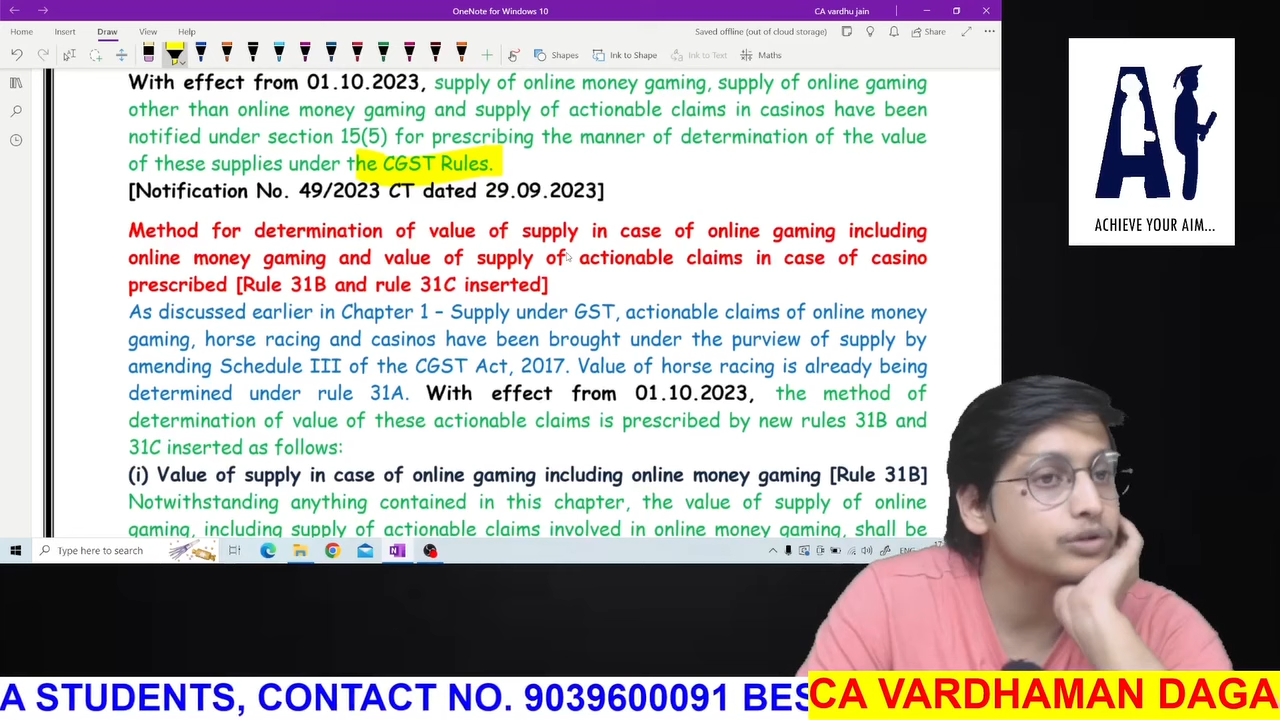 OneNote for Windows 10
CA vardhu jain
Home Insert Draw View Help
Saved offline (out of cloud storage)
Share
Shapes
Ink to Shape
Ink to Text
Maths
With effect from 01.10.2023, supply of online money gaming, supply of online gaming
other than online money gaming and supply of actionable claims in casinos have been
notified under section 15(5) for prescribing the manner of determination of the value
of these supplies under the CGST Rules.
[Notification No. 49/2023 CT dated 29.09.2023]
Method for determination of value of supply in case of online gaming including
online money gaming and value of supply of actionable claims in case of casino
prescribed [Rule 31B and rule 31C inserted]
As discussed earlier in Chapter 1 – Supply under GST, actionable claims of online money
gaming, horse racing and casinos have been brought under the purview of supply by
amending Schedule III of the CGST Act, 2017. Value of horse racing is already being
determined under rule 31A. With effect from 01.10.2023, the method of
determination of value of these actionable claims is prescribed by new rules 31B and
31C inserted as follows:
(i) Value of supply in case of online gaming including online money gaming [Rule 31B]
Notwithstanding anything contained in this chapter, the value of supply of online
gaming, including supply of actionable claims involved in online money gaming, shall be
Type here to search
ENG
ACHIEVE YOUR AIM...
A STUDENTS, CONTACT NO. 9039600091 BES
CA VARDHAMAN DAGA